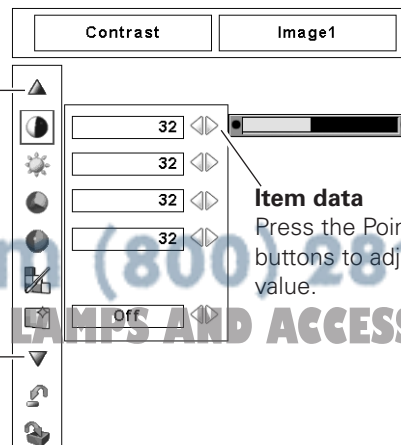 Contrast Image1
32
32
Item data
32
Press the Poin
32
buttons to adj
value.
m (800) 28
LAMPS AND ACCESS
Off